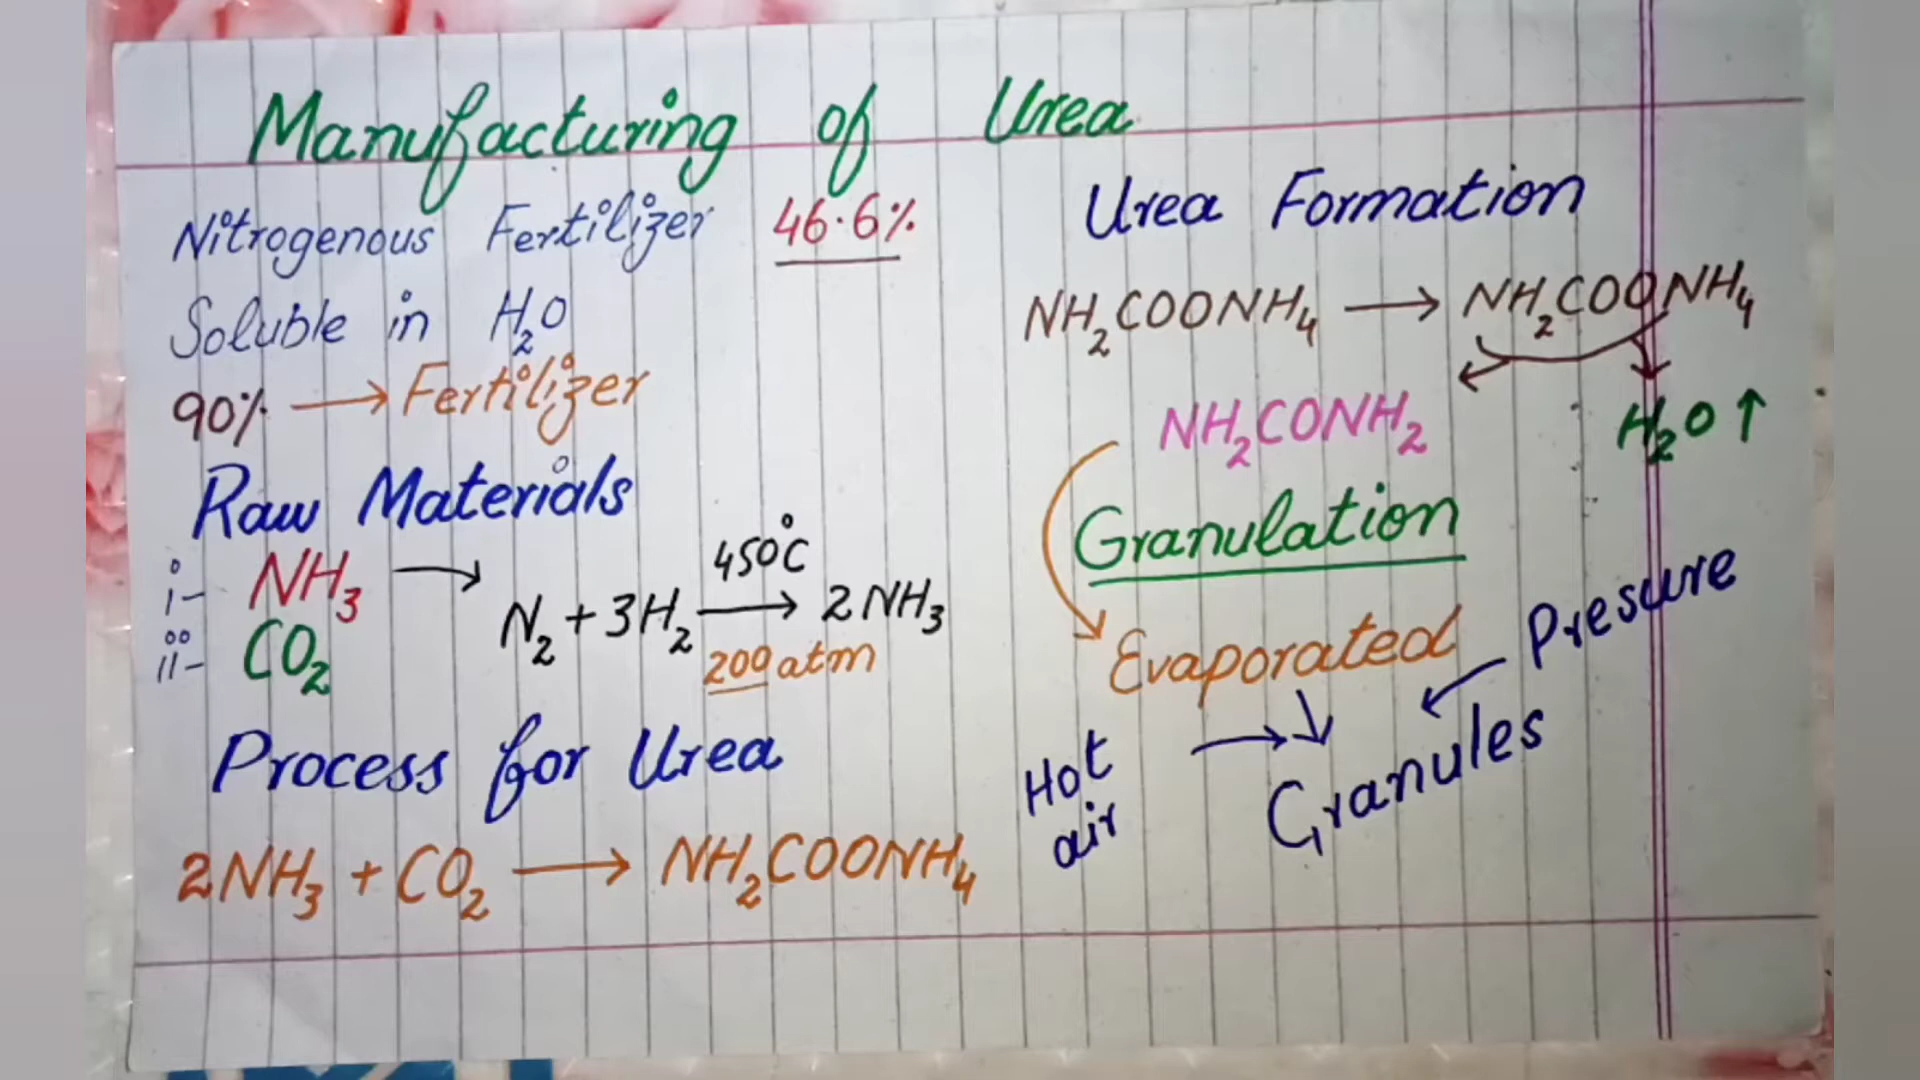 Manufacturing of Urea
Nitrogenous Fertilizer 46.6%
Soluble in H₂O
90% → Fertilizer
Raw Materials
i- NH₃ → N₂ + 3H₂ → 2NH₃
450°C
200 atm
ii- CO₂
Process for Urea
2NH₃ + CO₂ → NH₂COONH₄
Urea Formation
NH₂COONH₄ → NH₂COONH₄
NH₂CONH₂ H₂O ↑
Granulation
Evaporated
Presure
Hot air
Granules